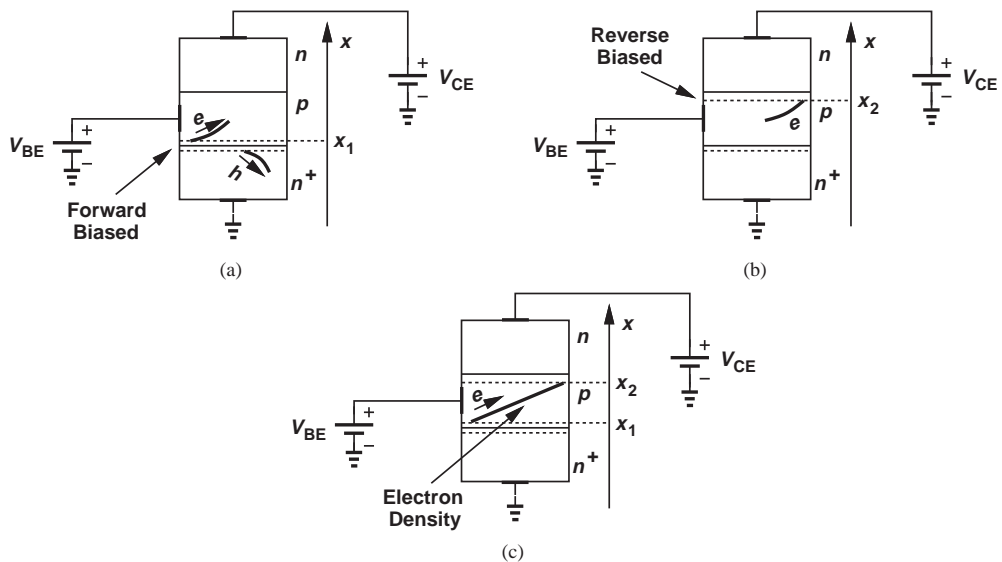 x
n
+
V_CE
−
p
e
+
V_BE
−
x_1
h
n^+
Forward
Biased
(a)
Reverse
Biased
x
n
+
V_CE
−
p
x_2
e
+
V_BE
−
n^+
(b)
x
n
+
V_CE
−
x_2
e
p
+
V_BE
−
x_1
n^+
Electron
Density
(c)